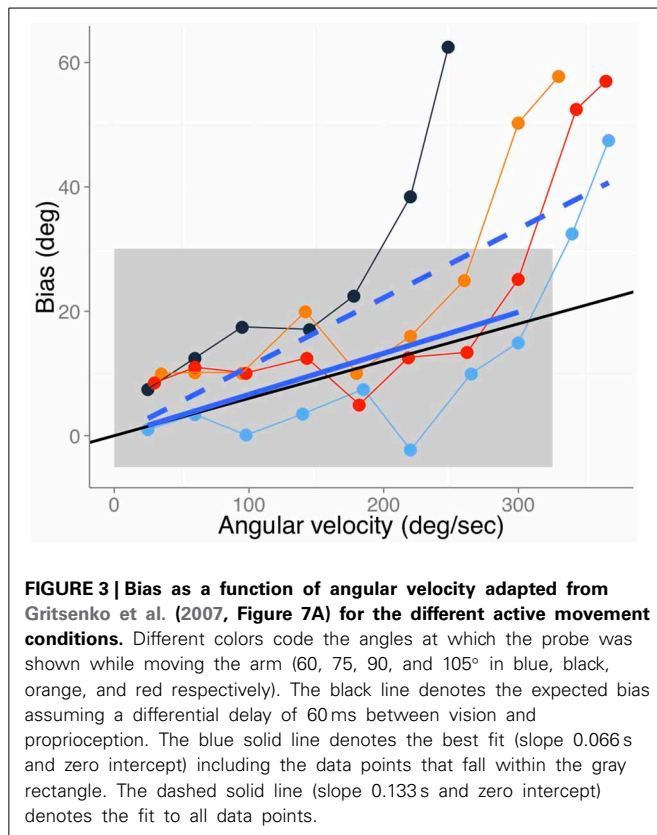 60
40
20
0
Bias (deg)
0 100 200 300
Angular velocity (deg/sec)
FIGURE 3 | Bias as a function of angular velocity adapted from
Gritsenko et al. (2007, Figure 7A) for the different active movement
conditions. Different colors code the angles at which the probe was
shown while moving the arm (60, 75, 90, and 105° in blue, black,
orange, and red respectively). The black line denotes the expected bias
assuming a differential delay of 60 ms between vision and
proprioception. The blue solid line denotes the best fit (slope 0.066 s
and zero intercept) including the data points that fall within the gray
rectangle. The dashed solid line (slope 0.133 s and zero intercept)
denotes the fit to all data points.